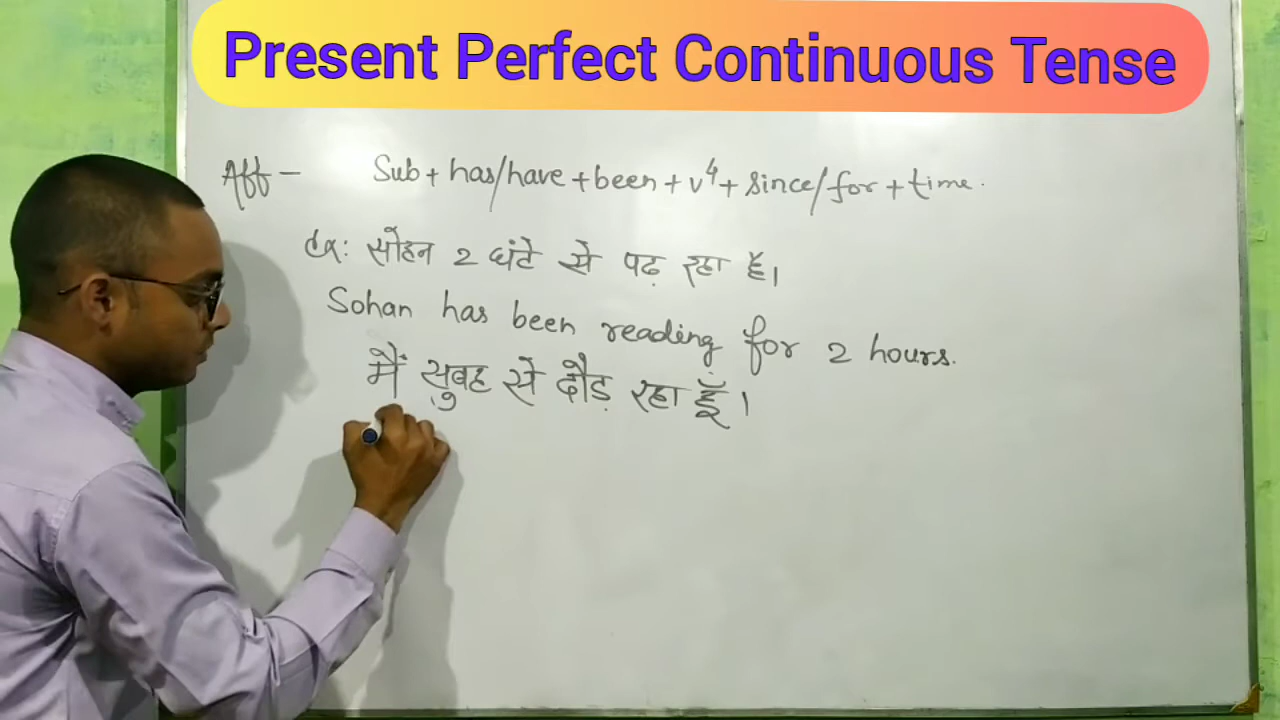 Present Perfect Continuous Tense
Aff - Sub + has/have + been + v⁴ + since/for + time.
Ex: सोहन 2 घंटे से पढ़ रहा है।
Sohan has been reading for 2 hours.
मैं सुबह से दौड़ रहा हूँ।